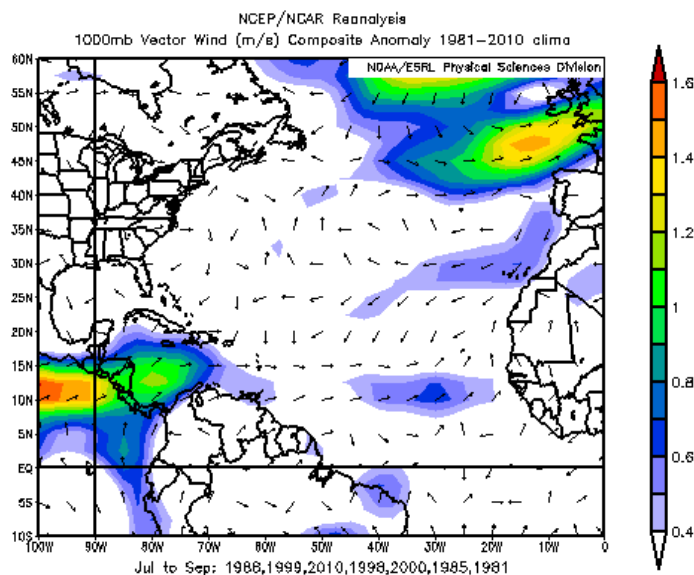 NCEP/NCAR Reanalysis
1000mb Vector Wind (m/s) Composite Anomaly 1981-2010 climo
NOAA/ESRL Physical Sciences Division
60N
55N
50N
45N
40N
35N
30N
25N
20N
15N
10N
5N
EQ
5S
10S
100W 90W 80W 70W 60W 50W 40W 30W 20W 10W 0
1.6
1.4
1.2
1
0.8
0.6
0.4
Jul to Sep: 1988,1999,2010,1998,2000,1985,1981